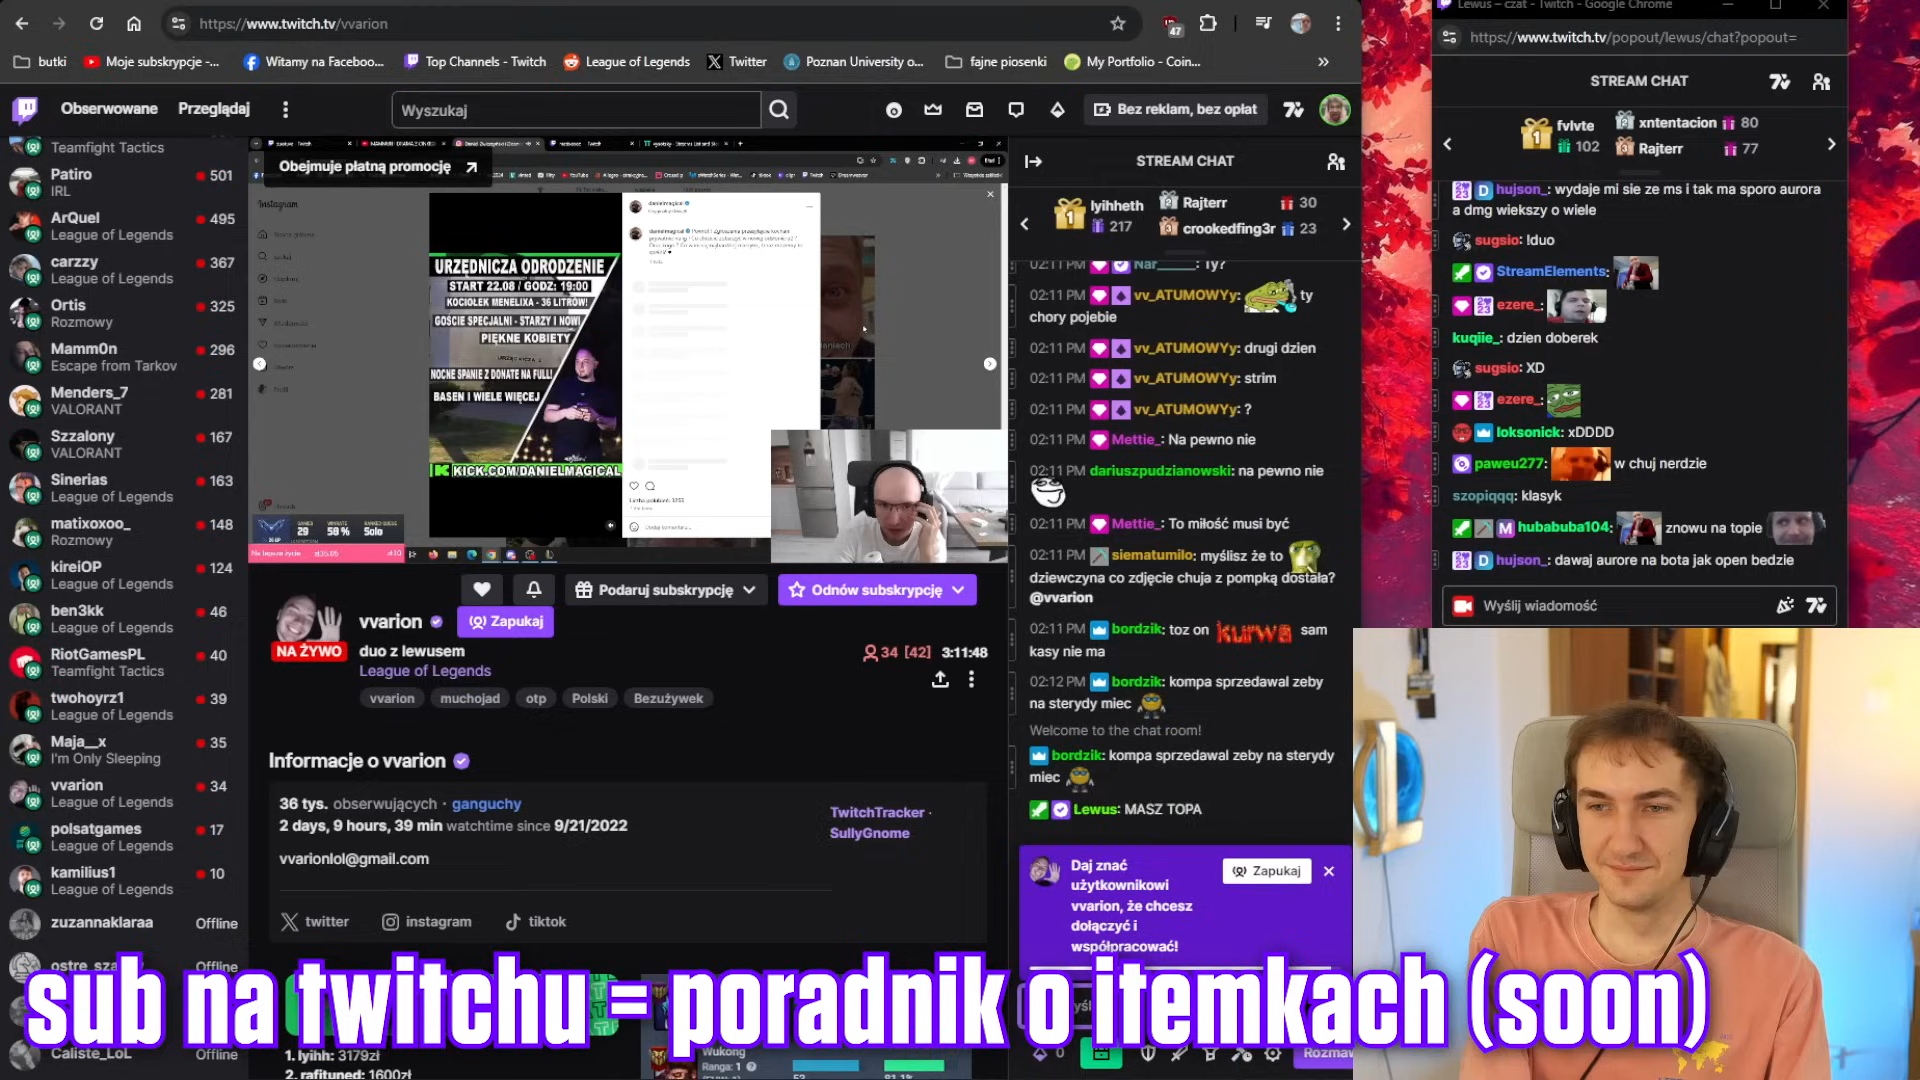 https://www.twitch.tv/vvarion
47
butki
Moje subskrypcje -...
Witamy na Faceboo...
Top Channels - Twitch
League of Legends
Twitter
Poznan University o...
fajne piosenki
My Portfolio - Coin...
»
Obserwowane
Przeglądaj
Wyszukaj
Bez reklam, bez opłat
Teamfight Tactics
Patiro
501
IRL
ArQuel
495
League of Legends
carzzy
367
League of Legends
Ortis
325
Rozmowy
Mamm0n
296
Escape from Tarkov
Menders_7
281
VALORANT
Szzalony
167
VALORANT
Sinerias
163
League of Legends
matixoxoo_
148
Rozmowy
kireiOP
124
League of Legends
ben3kk
46
League of Legends
RiotGamesPL
40
Teamfight Tactics
twohoyrz1
39
League of Legends
Maja__x
35
I'm Only Sleeping
vvarion
34
League of Legends
polsatgames
17
League of Legends
kamilius1
10
League of Legends
zuzannaklaraa
Offline
Offline
Caliste_LoL
Offline
Obejmuje płatną promocję
Instagram
danielmagical
URZĘDNICZA ODRODZENIE
START 22.08 / GODZ: 19:00
KOCIOŁEK MENELIXA - 36 LITRÓW!
GOŚCIE SPECJALNI - STARZY I NOWI
PIĘKNE KOBIETY
NOCNE SPANIE Z DONATE NA FULL!
BASEN I WIELE WIĘCEJ
KICK.COM/DANIELMAGICAL
29
58 %
Solo
Podaruj subskrypcję
Odnów subskrypcję
vvarion
Zapukaj
NA ŻYWO
duo z lewusem
League of Legends
34 [42]
3:11:48
vvarion
muchojad
otp
Polski
Bezużywek
Informacje o vvarion
36 tys. obserwujących · ganguchy
2 days, 9 hours, 39 min watchtime since 9/21/2022
vvarionlol@gmail.com
TwitchTracker ·
SullyGnome
twitter
instagram
tiktok
1. lyihh: 3179zł
2. rafituned: 1600zł
Wukong
Ranga: 1
STREAM CHAT
lyihheth
217
Rajterr
30
crookedfing3r
23
02:11 PM Nar_____: Ty?
02:11 PM vv_ATUMOWYy: ty
chory pojebie
02:11 PM vv_ATUMOWYy: drugi dzien
02:11 PM vv_ATUMOWYy: strim
02:11 PM vv_ATUMOWYy: ?
02:11 PM Mettie_: Na pewno nie
02:11 PM dariuszpudzianowski: na pewno nie
02:11 PM Mettie_: To miłość musi być
02:11 PM siematumilo: myślisz że to
dziewczyna co zdjęcie chuja z pompką dostała?
@vvarion
02:11 PM bordzik: toz on kurwa sam
kasy nie ma
02:12 PM bordzik: kompa sprzedawal zeby
na sterydy miec
Welcome to the chat room!
bordzik: kompa sprzedawal zeby na sterydy
miec
Lewus: MASZ TOPA
Daj znać
użytkownikowi
vvarion, że chcesz
dołączyć i
współpracować!
Zapukaj
0
Lewus – czat - Twitch - Google Chrome
https://www.twitch.tv/popout/lewus/chat?popout=
STREAM CHAT
fvlvte
102
xntentacion
80
Rajterr
77
hujson_: wydaje mi sie ze ms i tak ma sporo aurora
a dmg wiekszy o wiele
sugsio: !duo
StreamElements:
ezere_:
kuqiie_: dzien doberek
sugsio: XD
ezere_:
loksonick: xDDDD
paweu277: w chuj nerdzie
szopiqqq: klasyk
hubabuba104: znowu na topie
hujson_: dawaj aurore na bota jak open bedzie
Wyślij wiadomość
sub na twitchu = poradnik o itemkach (soon)